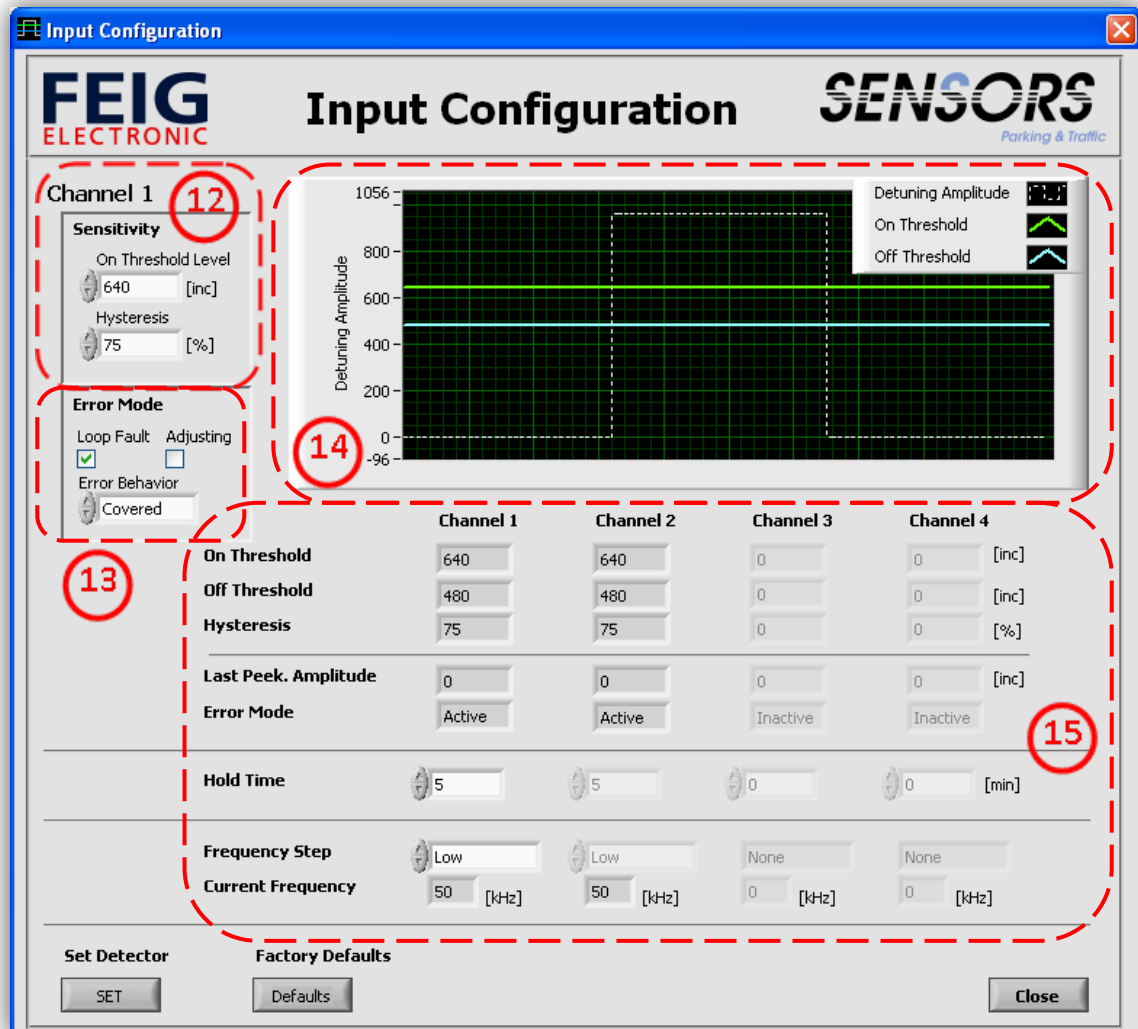 Input Configuration
FEIG
ELECTRONIC
Input Configuration
SENSORS
Parking & Traffic
Channel 1
12
Sensitivity
On Threshold Level
640 [inc]
Hysteresis
75 [%]
Error Mode
Loop Fault Adjusting
Error Behavior
Covered
13
1056
800
600
400
200
0
-96
Detuning Amplitude
Detuning Amplitude
On Threshold
Off Threshold
14
Channel 1 Channel 2 Channel 3 Channel 4
On Threshold 640 640 0 0 [inc]
Off Threshold 480 480 0 0 [inc]
Hysteresis 75 75 0 0 [%]
Last Peek. Amplitude 0 0 0 0 [inc]
Error Mode Active Active Inactive Inactive
15
Hold Time 5 5 0 0 [min]
Frequency Step Low Low None None
Current Frequency 50 [kHz] 50 [kHz] 0 [kHz] 0 [kHz]
Set Detector Factory Defaults
SET Defaults Close